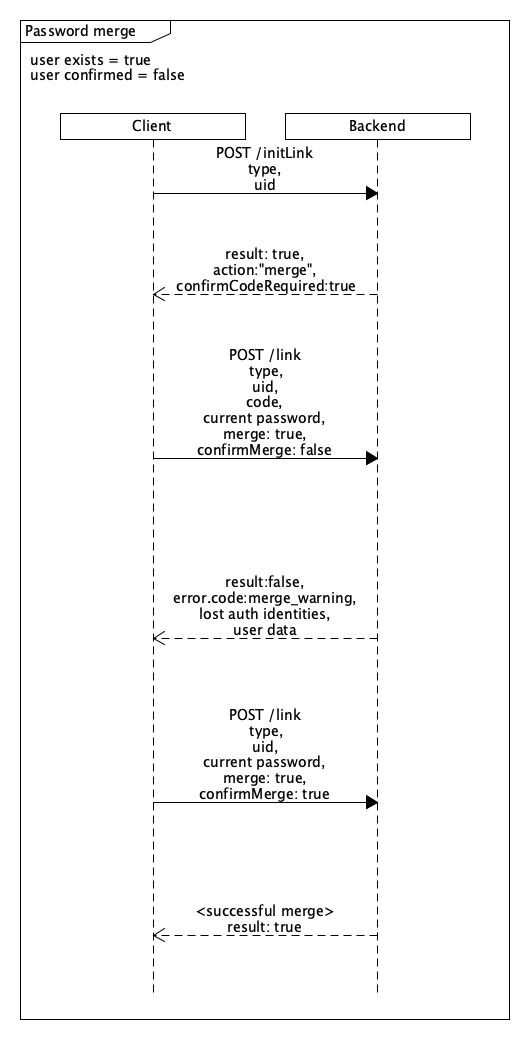 Password merge
user exists = true
user confirmed = false
Client
Backend
POST /initLink
type,
uid
result: true,
action:"merge",
confirmCodeRequired:true
POST /link
type,
uid,
code,
current password,
merge: true,
confirmMerge: false
result:false,
error.code:merge_warning,
lost auth identities,
user data
POST /link
type,
uid,
current password,
merge: true,
confirmMerge: true
<successful merge>
result: true